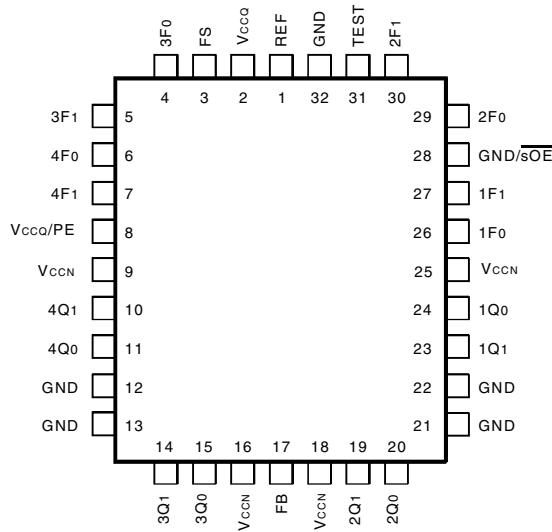 3F0 FS VCCQ REF GND TEST 2F1
4 3 2 1 32 31 30
3F1 5 29 2F0
4F0 6 28 GND/sOE
4F1 7 27 1F1
VCCQ/PE 8 26 1F0
VCCN 9 25 VCCN
4Q1 10 24 1Q0
4Q0 11 23 1Q1
GND 12 22 GND
GND 13 21 GND
14 15 16 17 18 19 20
3Q1 3Q0 VCCN FB VCCN 2Q1 2Q0